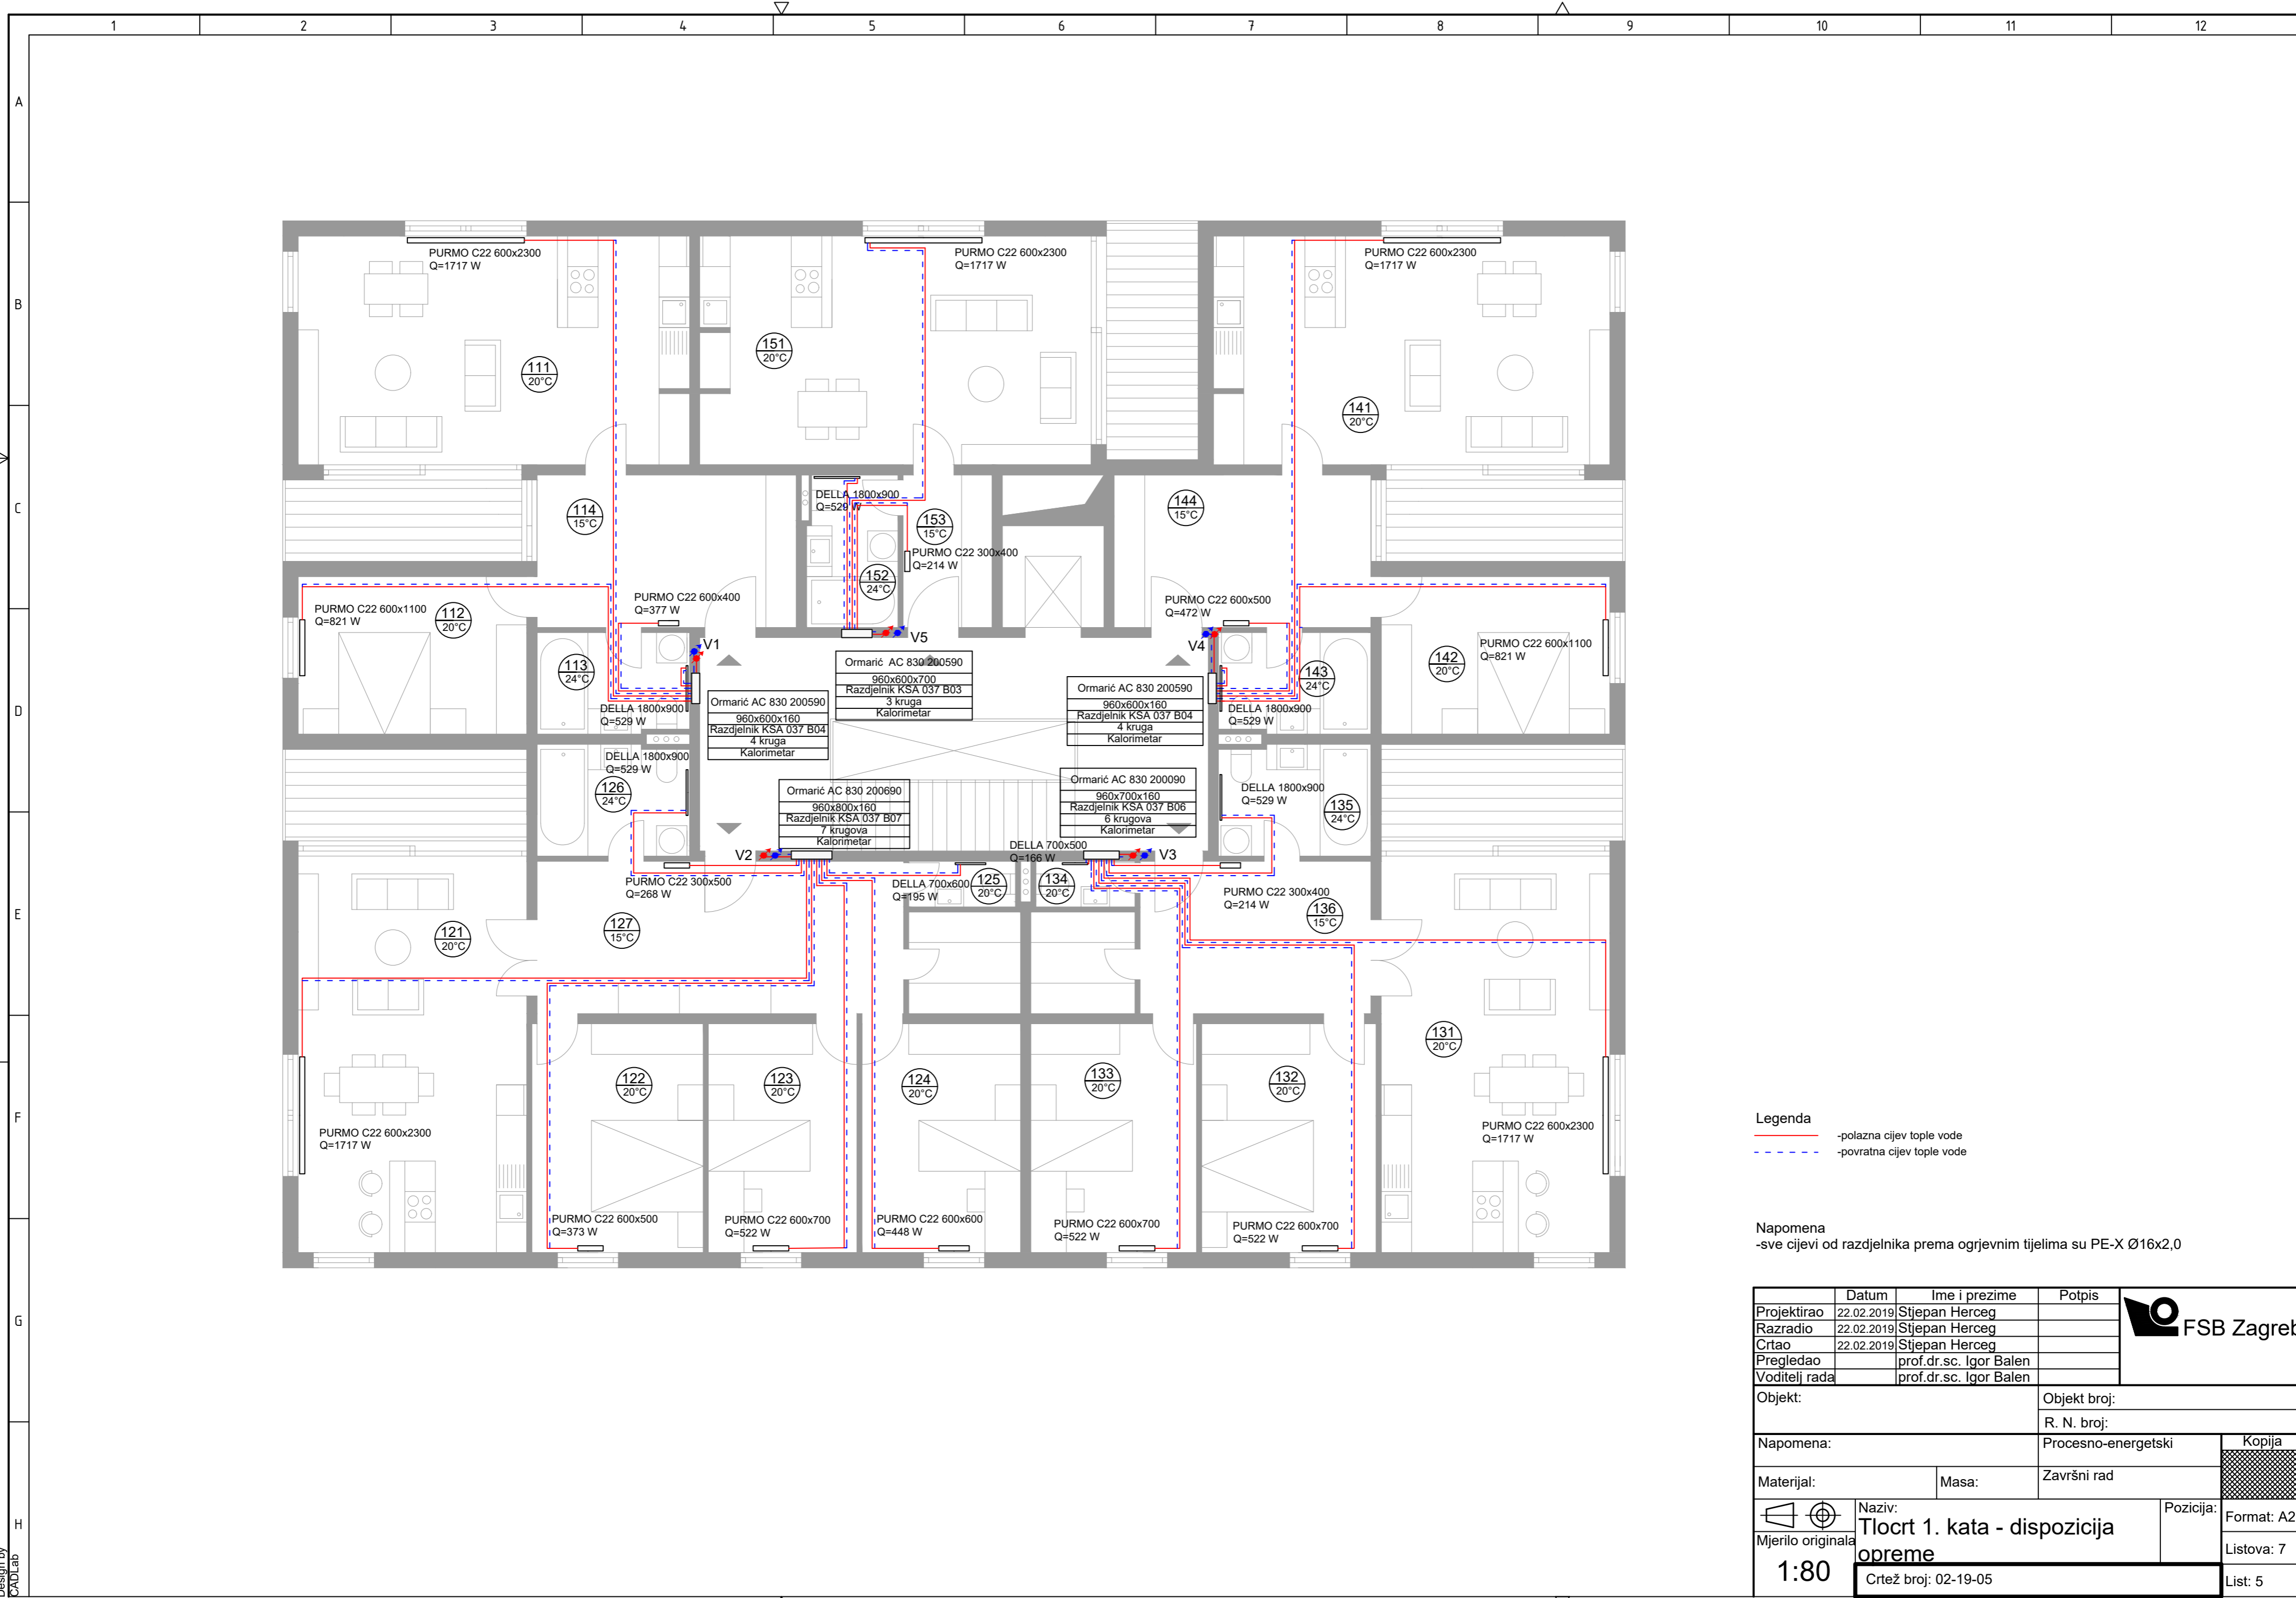 1 2 3 4 5 6 7 8 9 10 11 12
A
B
C
D
E
F
G
H
PURMO C22 600x2300
Q=1717 W
PURMO C22 600x2300
Q=1717 W
PURMO C22 600x2300
Q=1717 W
151
20°C
111
20°C
141
20°C
DELLA 1800x900
Q=529 W
114
15°C
153
15°C
144
15°C
PURMO C22 300x400
Q=214 W
152
24°C
PURMO C22 600x400
Q=377 W
PURMO C22 600x500
Q=472 W
PURMO C22 600x1100
Q=821 W
112
20°C
V1
V5
V4
PURMO C22 600x1100
Q=821 W
142
20°C
113
24°C
143
24°C
Ormarić AC 830 200590
960x600x700
Razdjelnik KSA 037 B03
3 kruga
Kalorimetar
Ormarić AC 830 200590
960x600x160
Razdjelnik KSA 037 B04
4 kruga
Kalorimetar
Ormarić AC 830 200590
960x600x160
Razdjelnik KSA 037 B04
4 kruga
Kalorimetar
DELLA 1800x900
Q=529 W
DELLA 1800x900
Q=529 W
DELLA 1800x900
Q=529 W
126
24°C
Ormarić AC 830 200690
960x800x160
Razdjelnik KSA 037 B07
7 krugova
Kalorimetar
Ormarić AC 830 200090
960x700x160
Razdjelnik KSA 037 B06
6 krugova
Kalorimetar
DELLA 1800x900
Q=529 W
135
24°C
V2
DELLA 700x500
Q=166 W
V3
PURMO C22 300x500
Q=268 W
DELLA 700x600
Q=195 W
125
20°C
134
20°C
PURMO C22 300x400
Q=214 W
136
15°C
127
15°C
121
20°C
131
20°C
122
20°C
123
20°C
124
20°C
133
20°C
132
20°C
PURMO C22 600x2300
Q=1717 W
PURMO C22 600x2300
Q=1717 W
PURMO C22 600x500
Q=373 W
PURMO C22 600x700
Q=522 W
PURMO C22 600x600
Q=448 W
PURMO C22 600x700
Q=522 W
PURMO C22 600x700
Q=522 W
Legenda
-polazna cijev tople vode
-povratna cijev tople vode
Napomena
-sve cijevi od razdjelnika prema ogrjevnim tijelima su PE-X Ø16x2,0
Datum Ime i prezime Potpis
Projektirao 22.02.2019 Stjepan Herceg
Razradio 22.02.2019 Stjepan Herceg
Crtao 22.02.2019 Stjepan Herceg
Pregledao prof.dr.sc. Igor Balen
Voditelj rada prof.dr.sc. Igor Balen
FSB Zagreb
Objekt:
Objekt broj:
R. N. broj:
Napomena:
Procesno-energetski
Kopija
Materijal:
Masa:
Završni rad
Naziv:
Tlocrt 1. kata - dispozicija
opreme
Pozicija:
Format: A2
Mjerilo originala
1:80
Listova: 7
Crtež broj: 02-19-05
List: 5
Design by
CADLab